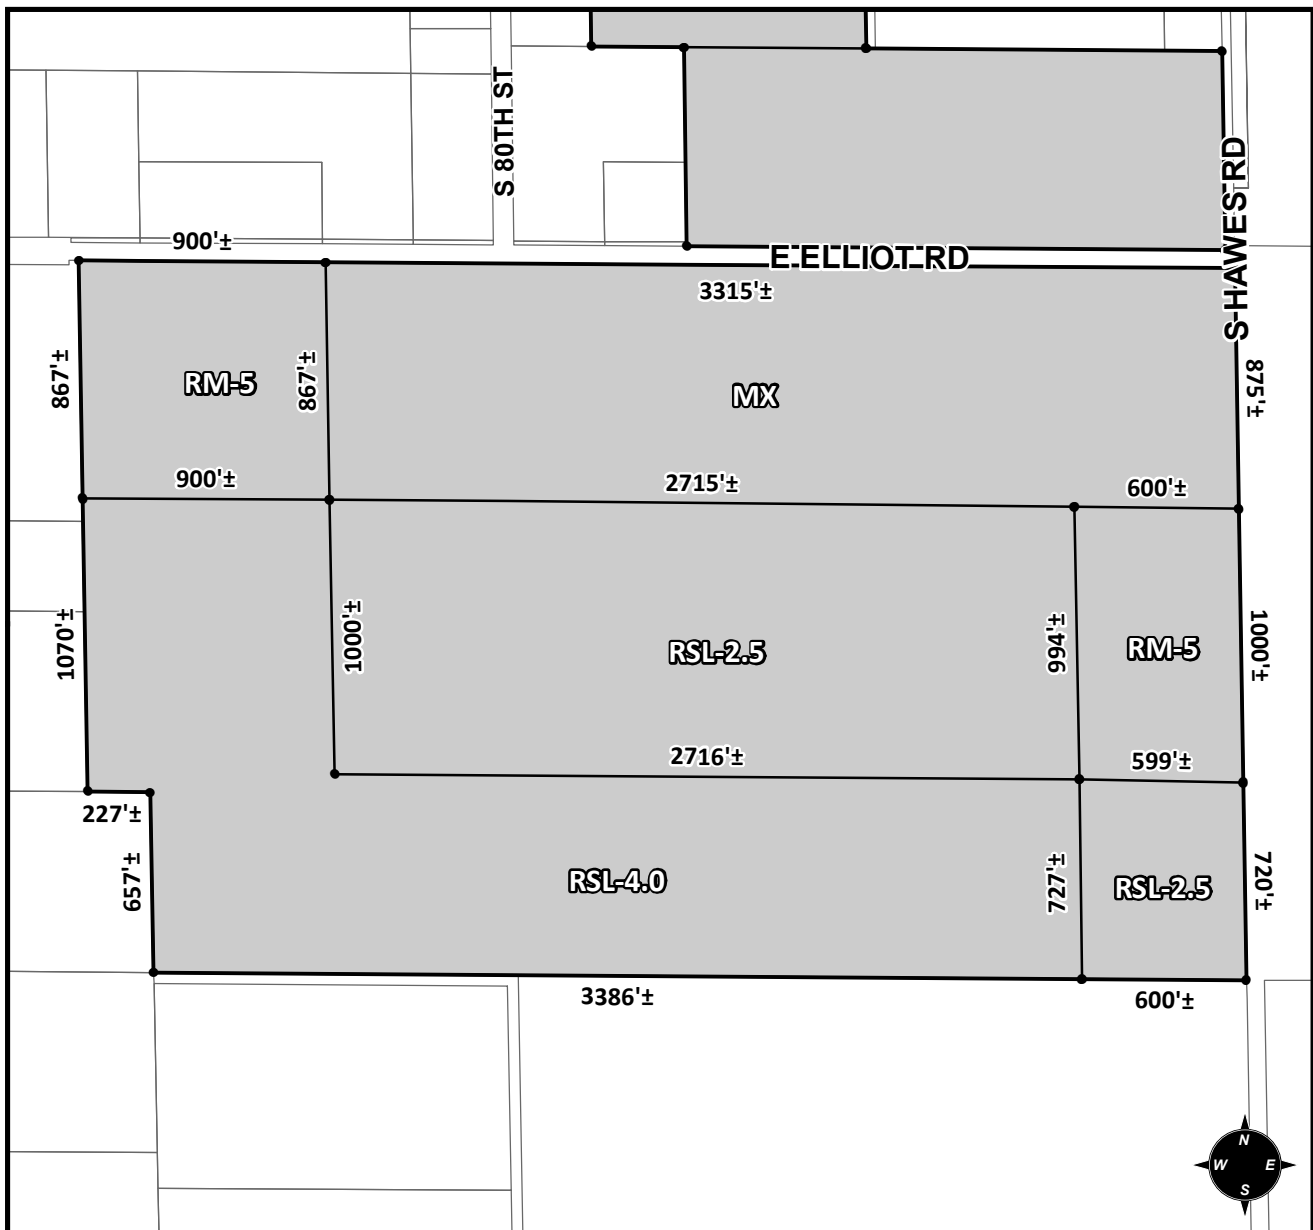 S 80TH ST
S HAWES RD
900'±
E ELLIOT RD
3315'±
867'±
RM-5
867'±
MX
875'±
900'±
2715'±
600'±
1070'±
1000'±
RSL-2.5
994'±
RM-5
1000'±
2716'±
599'±
227'±
657'±
RSL-4.0
727'±
RSL-2.5
720'±
3386'±
600'±
N
W E
S